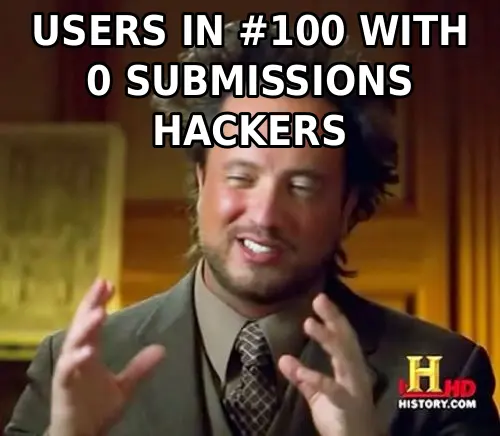 USERS IN #100 WITH
0 SUBMISSIONS
HACKERS
H HD
HISTORY.COM